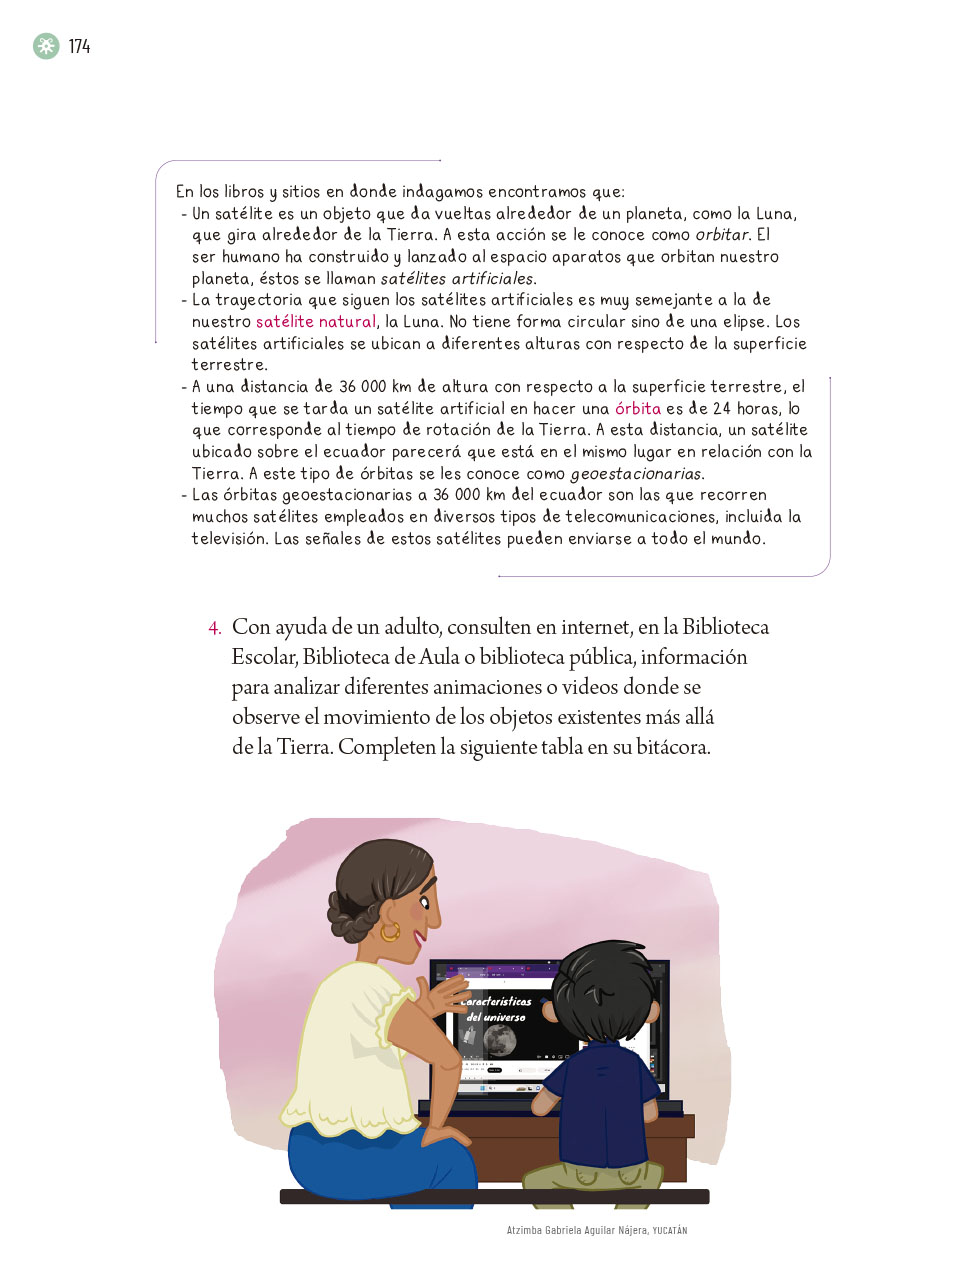 174
En los libros y sitios en donde indagamos encontramos que:
- Un satélite es un objeto que da vueltas alrededor de un planeta, como la Luna,
que gira alrededor de la Tierra. A esta acción se le conoce como orbitar. El
ser humano ha construido y lanzado al espacio aparatos que orbitan nuestro
planeta, éstos se llaman satélites artificiales.
- La trayectoria que siguen los satélites artificiales es muy semejante a la de
nuestro satélite natural, la Luna. No tiene forma circular sino de una elipse. Los
satélites artificiales se ubican a diferentes alturas con respecto de la superficie
terrestre.
- A una distancia de 36 000 km de altura con respecto a la superficie terrestre, el
tiempo que se tarda un satélite artificial en hacer una órbita es de 24 horas, lo
que corresponde al tiempo de rotación de la Tierra. A esta distancia, un satélite
ubicado sobre el ecuador parecerá que está en el mismo lugar en relación con la
Tierra. A este tipo de órbitas se les conoce como geoestacionarias.
- Las órbitas geoestacionarias a 36 000 km del ecuador son las que recorren
muchos satélites empleados en diversos tipos de telecomunicaciones, incluida la
televisión. Las señales de estos satélites pueden enviarse a todo el mundo.
4. Con ayuda de un adulto, consulten en internet, en la Biblioteca
Escolar, Biblioteca de Aula o biblioteca pública, información
para analizar diferentes animaciones o videos donde se
observe el movimiento de los objetos existentes más allá
de la Tierra. Completen la siguiente tabla en su bitácora.
Características
del universo
Atzimba Gabriela Aguilar Nájera, YUCATÁN